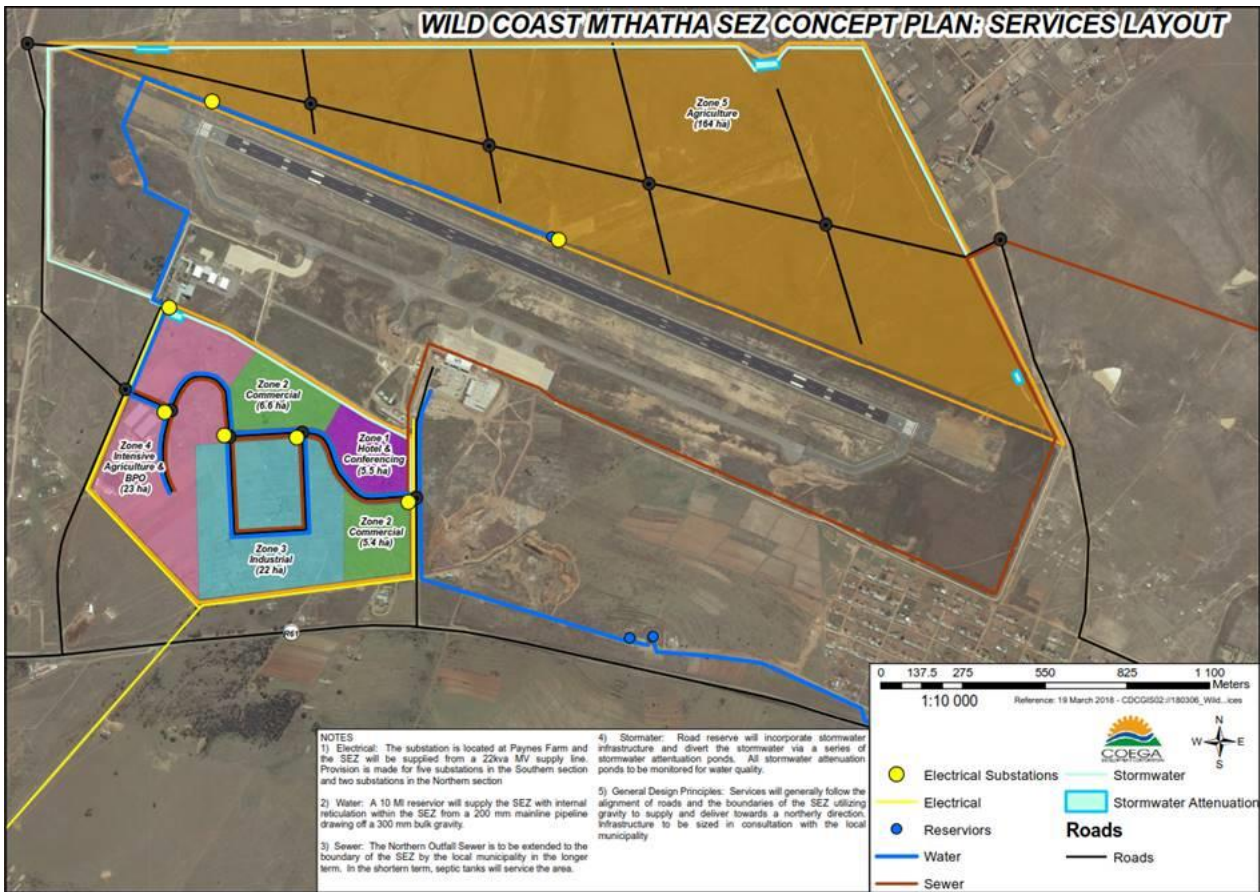 WILD COAST MTHATHA SEZ CONCEPT PLAN: SERVICES LAYOUT
Zone 5
Agriculture
(164 ha)
Zone 2
Commercial
(6.6 ha)
Zone 1
Hotel &
Conferencing
(5.5 ha)
Zone 4
Intensive
Agriculture &
BPO
(23 ha)
Zone 2
Commercial
(5.4 ha)
Zone 3
Industrial
(22 ha)
R61
NOTES
1) Electrical: The substation is located at Paynes Farm and
the SEZ will be supplied from a 22kva MV supply line.
Provision is made for five substations in the Southern section
and two substations in the Northern section
2) Water: A 10 Ml reservior will supply the SEZ with internal
reticulation within the SEZ from a 200 mm mainline pipeline
drawing off a 300 mm bulk gravity.
3) Sewer: The Northern Outfall Sewer is to be extended to the
boundary of the SEZ by the local municipality in the longer
term. In the shortern term, septic tanks will service the area.
4) Stormater: Road reserve will incorporate stormwater
infrastructure and divert the stormwater via a series of
stormwater attentuation ponds. All stormwater attenuation
ponds to be monitored for water quality.
5) General Design Principles: Services will generally follow the
alignment of roads and the boundaries of the SEZ utilizing
gravity to supply and deliver towards a northerly direction.
Infrastructure to be sized in consultation with the local
municipality
0 137.5 275 550 825 1 100
Meters
1:10 000
Reference: 19 March 2018 - CDCGIS02://180306_Wild...ices
COEGA
N
W E
S
Electrical Substations
Electrical
Reserviors
Water
Sewer
Stormwater
Stormwater Attenuation
Roads
Roads